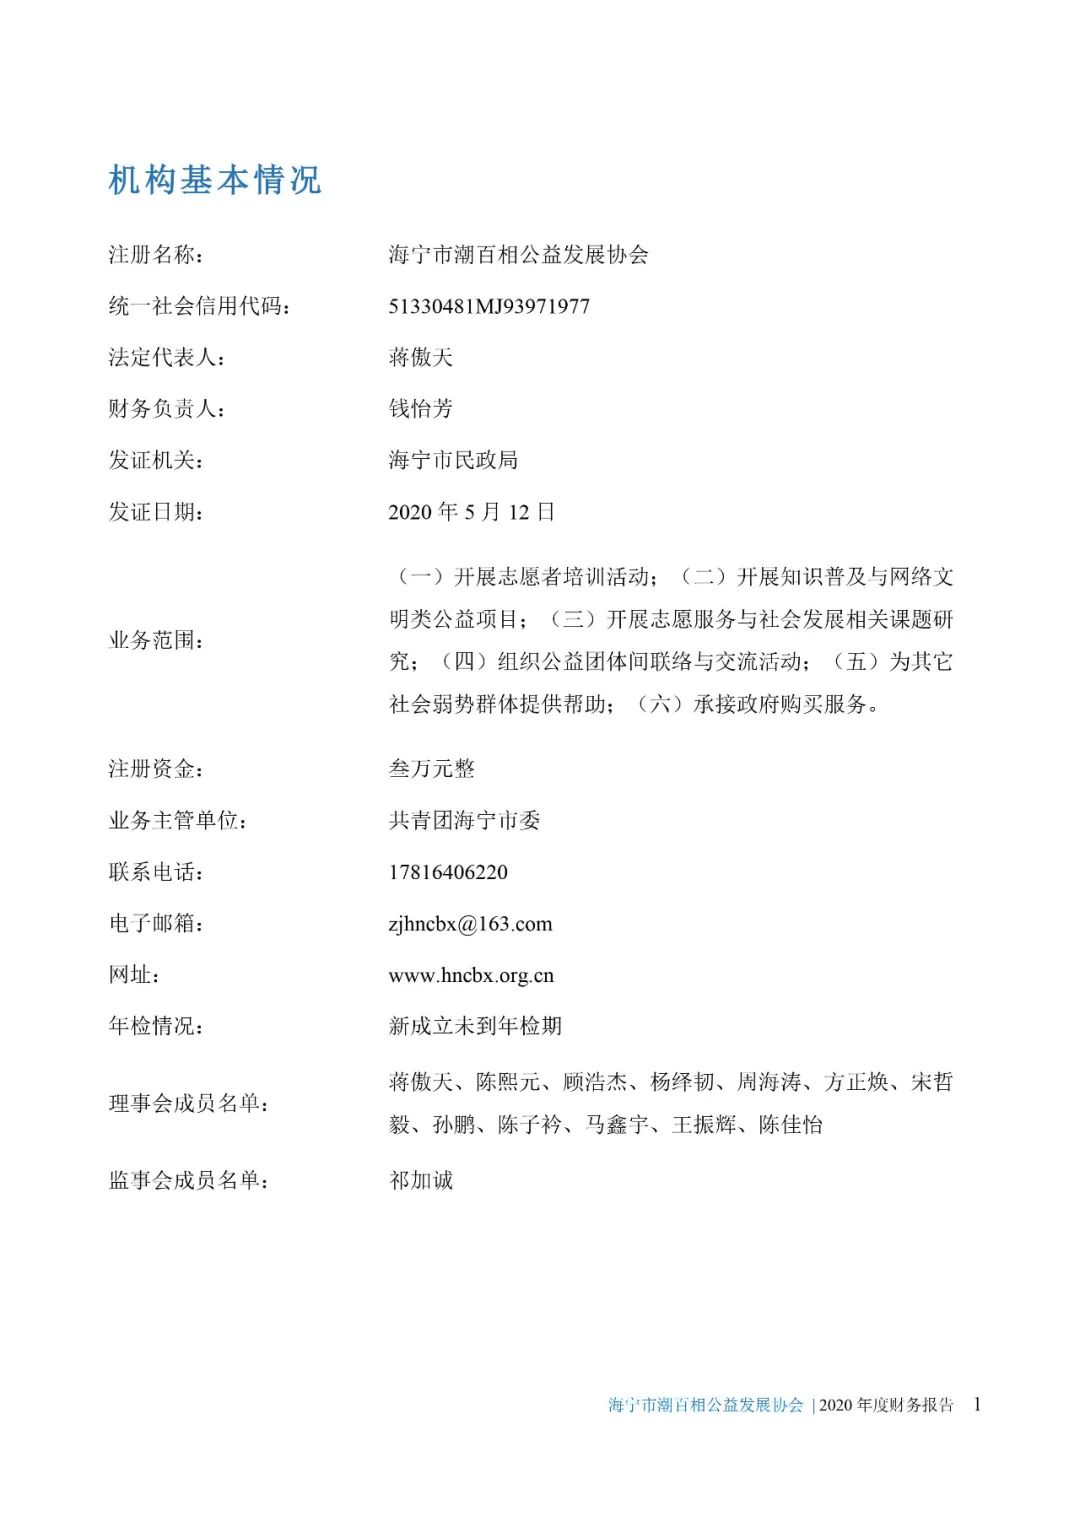 机构基本情况
注册名称： 海宁市潮百相公益发展协会
统一社会信用代码： 51330481MJ93971977
法定代表人： 蒋傲天
财务负责人： 钱怡芳
发证机关： 海宁市民政局
发证日期： 2020 年 5 月 12 日
业务范围：
（一）开展志愿者培训活动；（二）开展知识普及与网络文
明类公益项目；（三）开展志愿服务与社会发展相关课题研
究；（四）组织公益团体间联络与交流活动；（五）为其它
社会弱势群体提供帮助；（六）承接政府购买服务。
注册资金： 叁万元整
业务主管单位： 共青团海宁市委
联系电话： 17816406220
电子邮箱： zjhncbx@163.com
网址： www.hncbx.org.cn
年检情况： 新成立未到年检期
理事会成员名单：
蒋傲天、陈熙元、顾浩杰、杨绎韧、周海涛、方正焕、宋哲
毅、孙鹏、陈子衿、马鑫宇、王振辉、陈佳怡
监事会成员名单： 祁加诚
海宁市潮百相公益发展协会 | 2020 年度财务报告 1